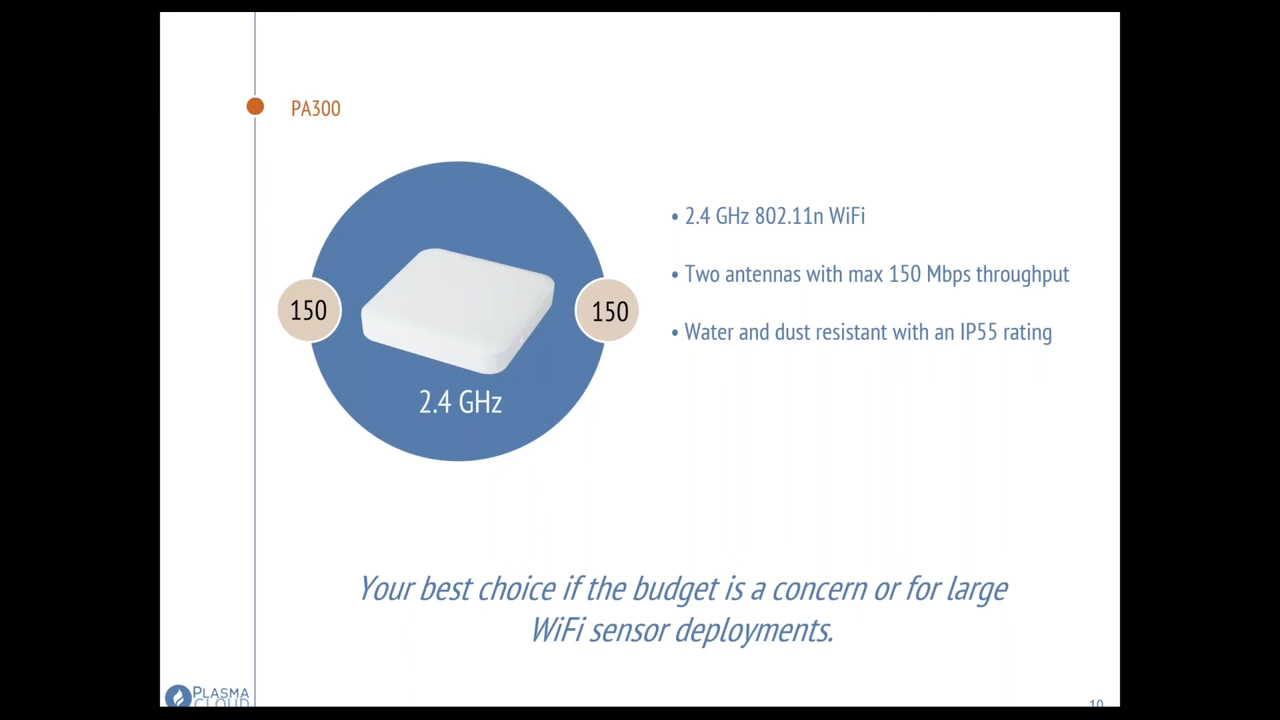 PA300
150
150
2.4 GHz
• 2.4 GHz 802.11n WiFi
• Two antennas with max 150 Mbps throughput
• Water and dust resistant with an IP55 rating
Your best choice if the budget is a concern or for large
WiFi sensor deployments.
PLASMA
CLOUD
10